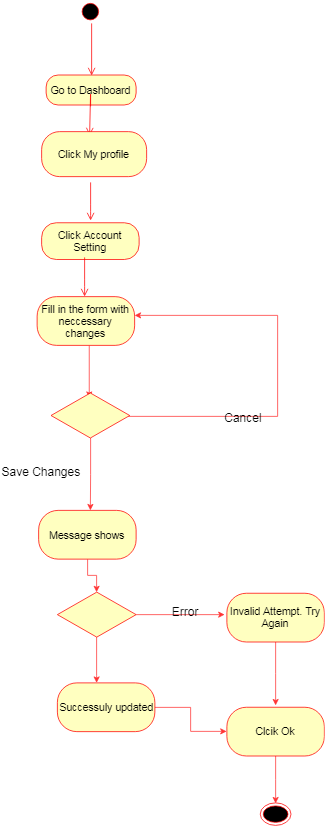 Go to Dashboard
Click My profile
Click Account
Setting
Fill in the form with
neccessary
changes
Cancel
Save Changes
Message shows
Error
Invalid Attempt. Try
Again
Successuly updated
Clcik Ok